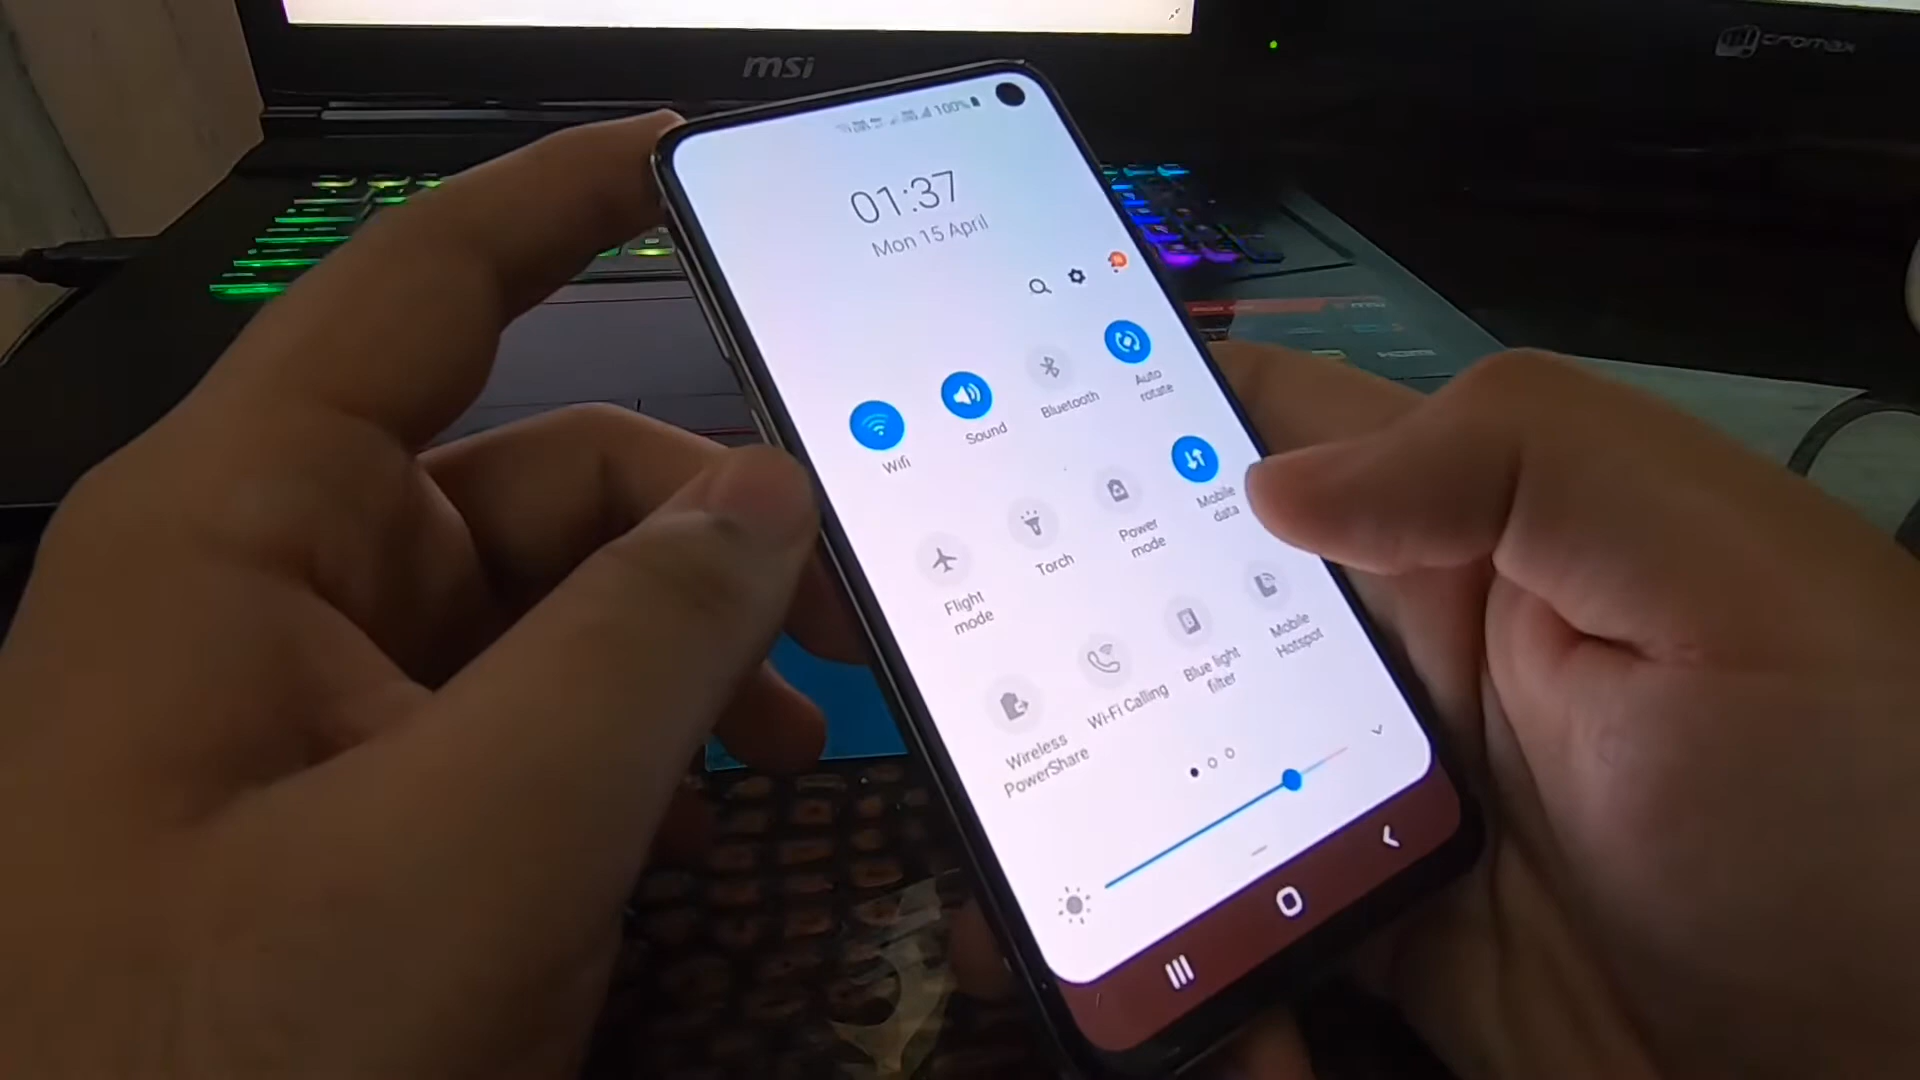 msi
cromax
100%
01:37
Mon 15 April
Wifi
Sound
Bluetooth
Auto
rotate
Flight
mode
Torch
Power
mode
Mobile
data
Wireless
PowerShare
Wi-Fi Calling
Blue light
filter
Mobile
Hotspot